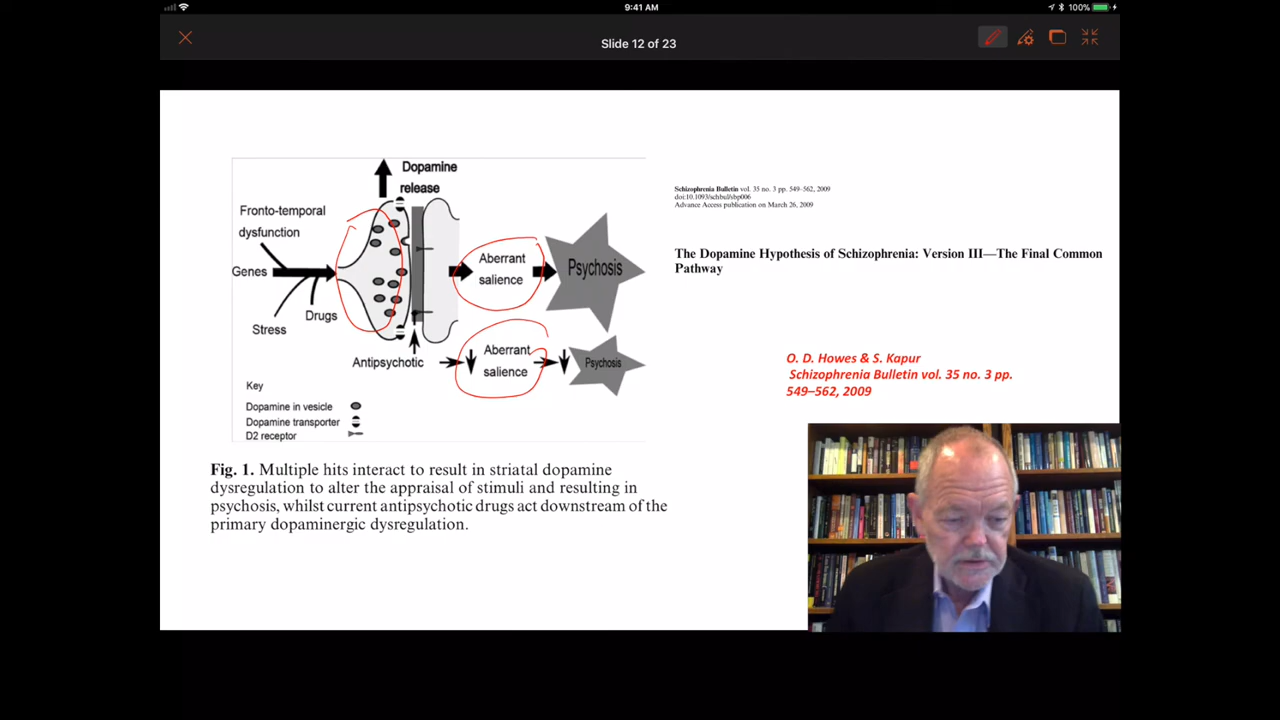 9:41 AM
100%
Slide 12 of 23
Dopamine
release
Fronto-temporal
dysfunction
Genes
Drugs
Stress
Aberrant
salience
Psychosis
Antipsychotic
Aberrant
salience
Psychosis
Key
Dopamine in vesicle
Dopamine transporter
D2 receptor
Fig. 1. Multiple hits interact to result in striatal dopamine
dysregulation to alter the appraisal of stimuli and resulting in
psychosis, whilst current antipsychotic drugs act downstream of the
primary dopaminergic dysregulation.
Schizophrenia Bulletin vol. 35 no. 3 pp. 549–562, 2009
doi:10.1093/schbul/sbp006
Advance Access publication on March 26, 2009
The Dopamine Hypothesis of Schizophrenia: Version III—The Final Common
Pathway
O. D. Howes & S. Kapur
Schizophrenia Bulletin vol. 35 no. 3 pp.
549–562, 2009